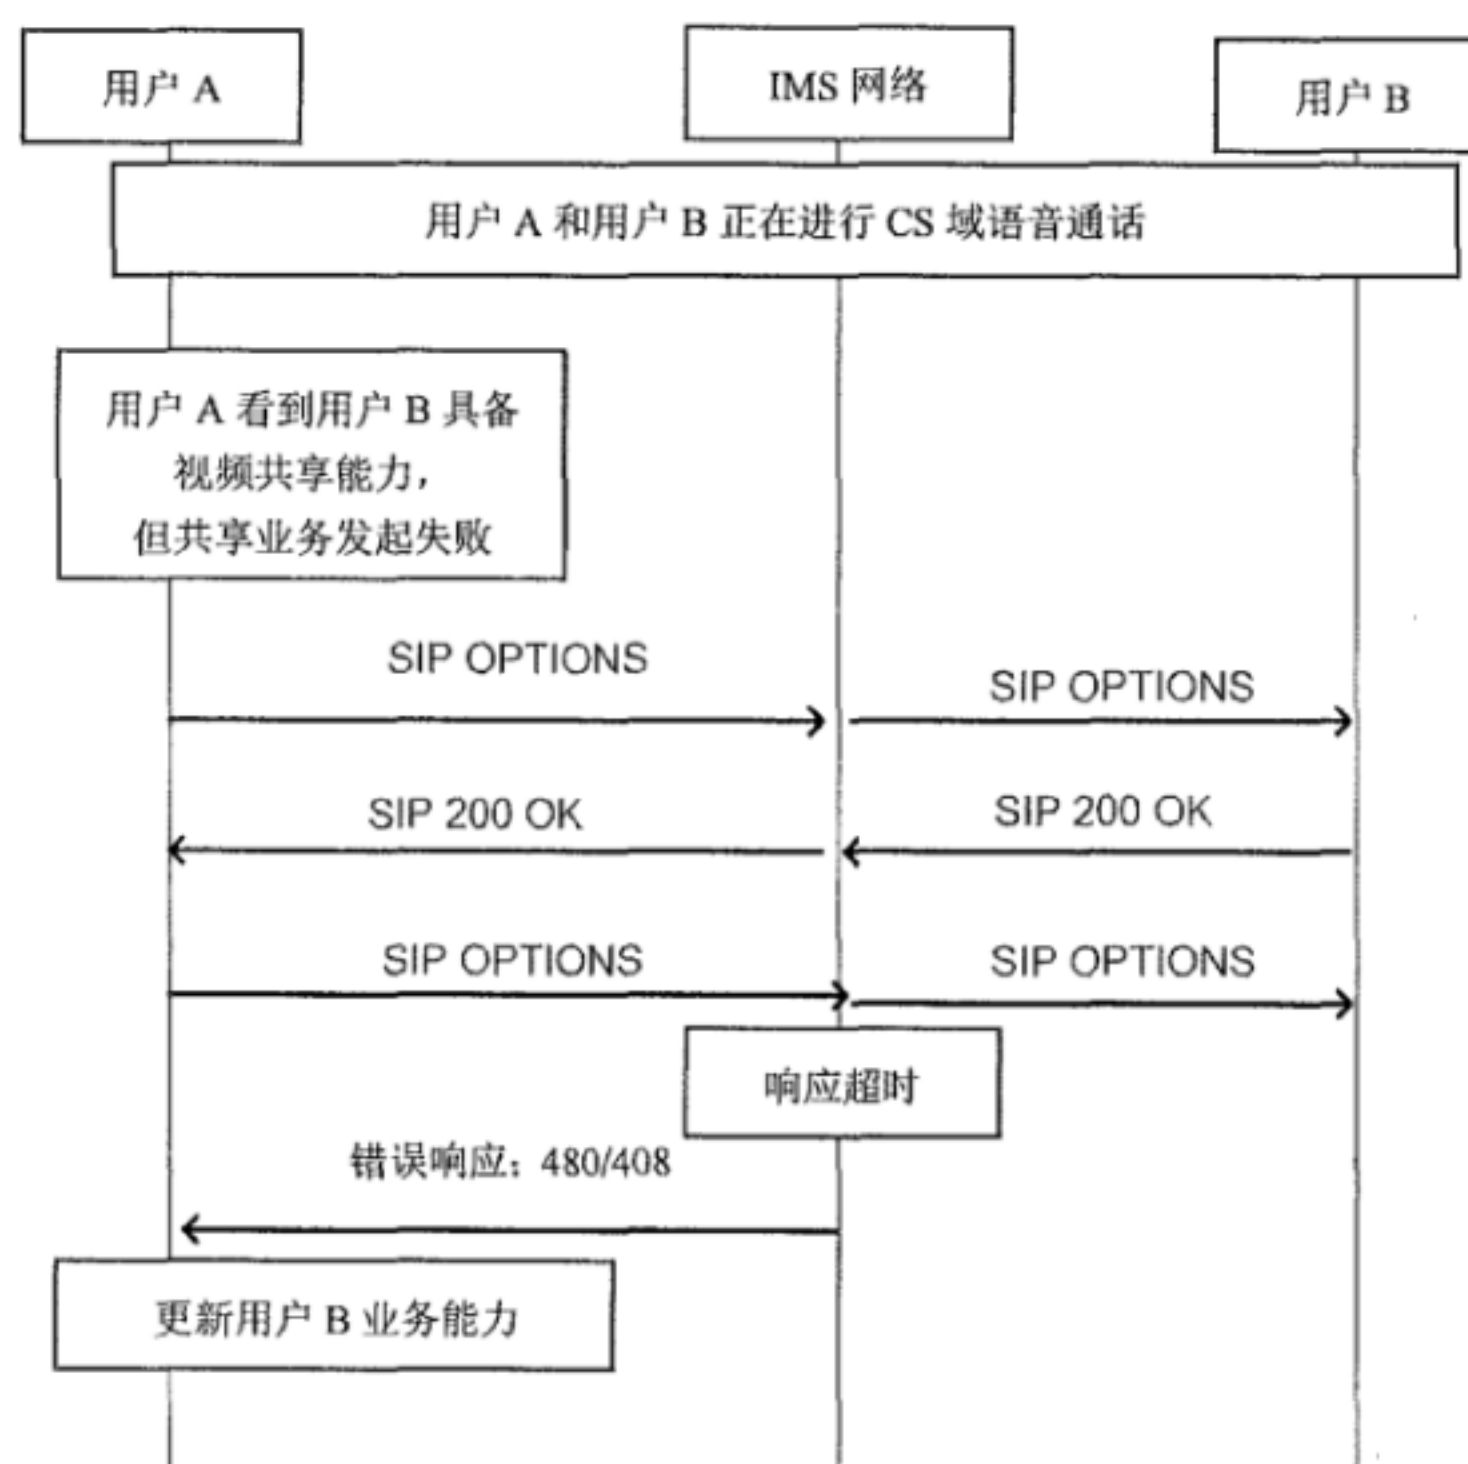 用户 A
IMS 网络
用户 B
用户 A 和用户 B 正在进行 CS 域语音通话
用户 A 看到用户 B 具备
视频共享能力，
但共享业务发起失败
SIP OPTIONS
SIP OPTIONS
SIP 200 OK
SIP 200 OK
SIP OPTIONS
SIP OPTIONS
响应超时
错误响应：480/408
更新用户 B 业务能力